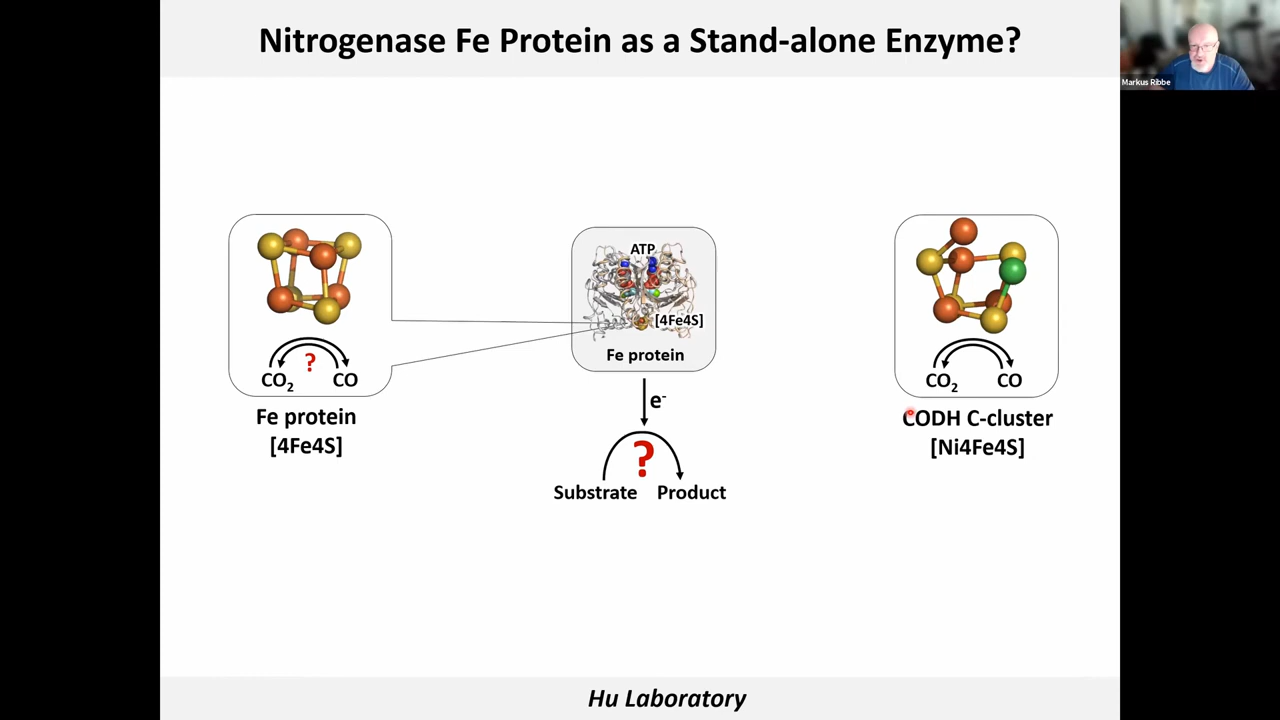 Nitrogenase Fe Protein as a Stand-alone Enzyme?
Markus Ribbe
ATP
[4Fe4S]
Fe protein
?
CO2 CO
Fe protein
[4Fe4S]
e-
?
Substrate Product
CO2 CO
CODH C-cluster
[Ni4Fe4S]
Hu Laboratory